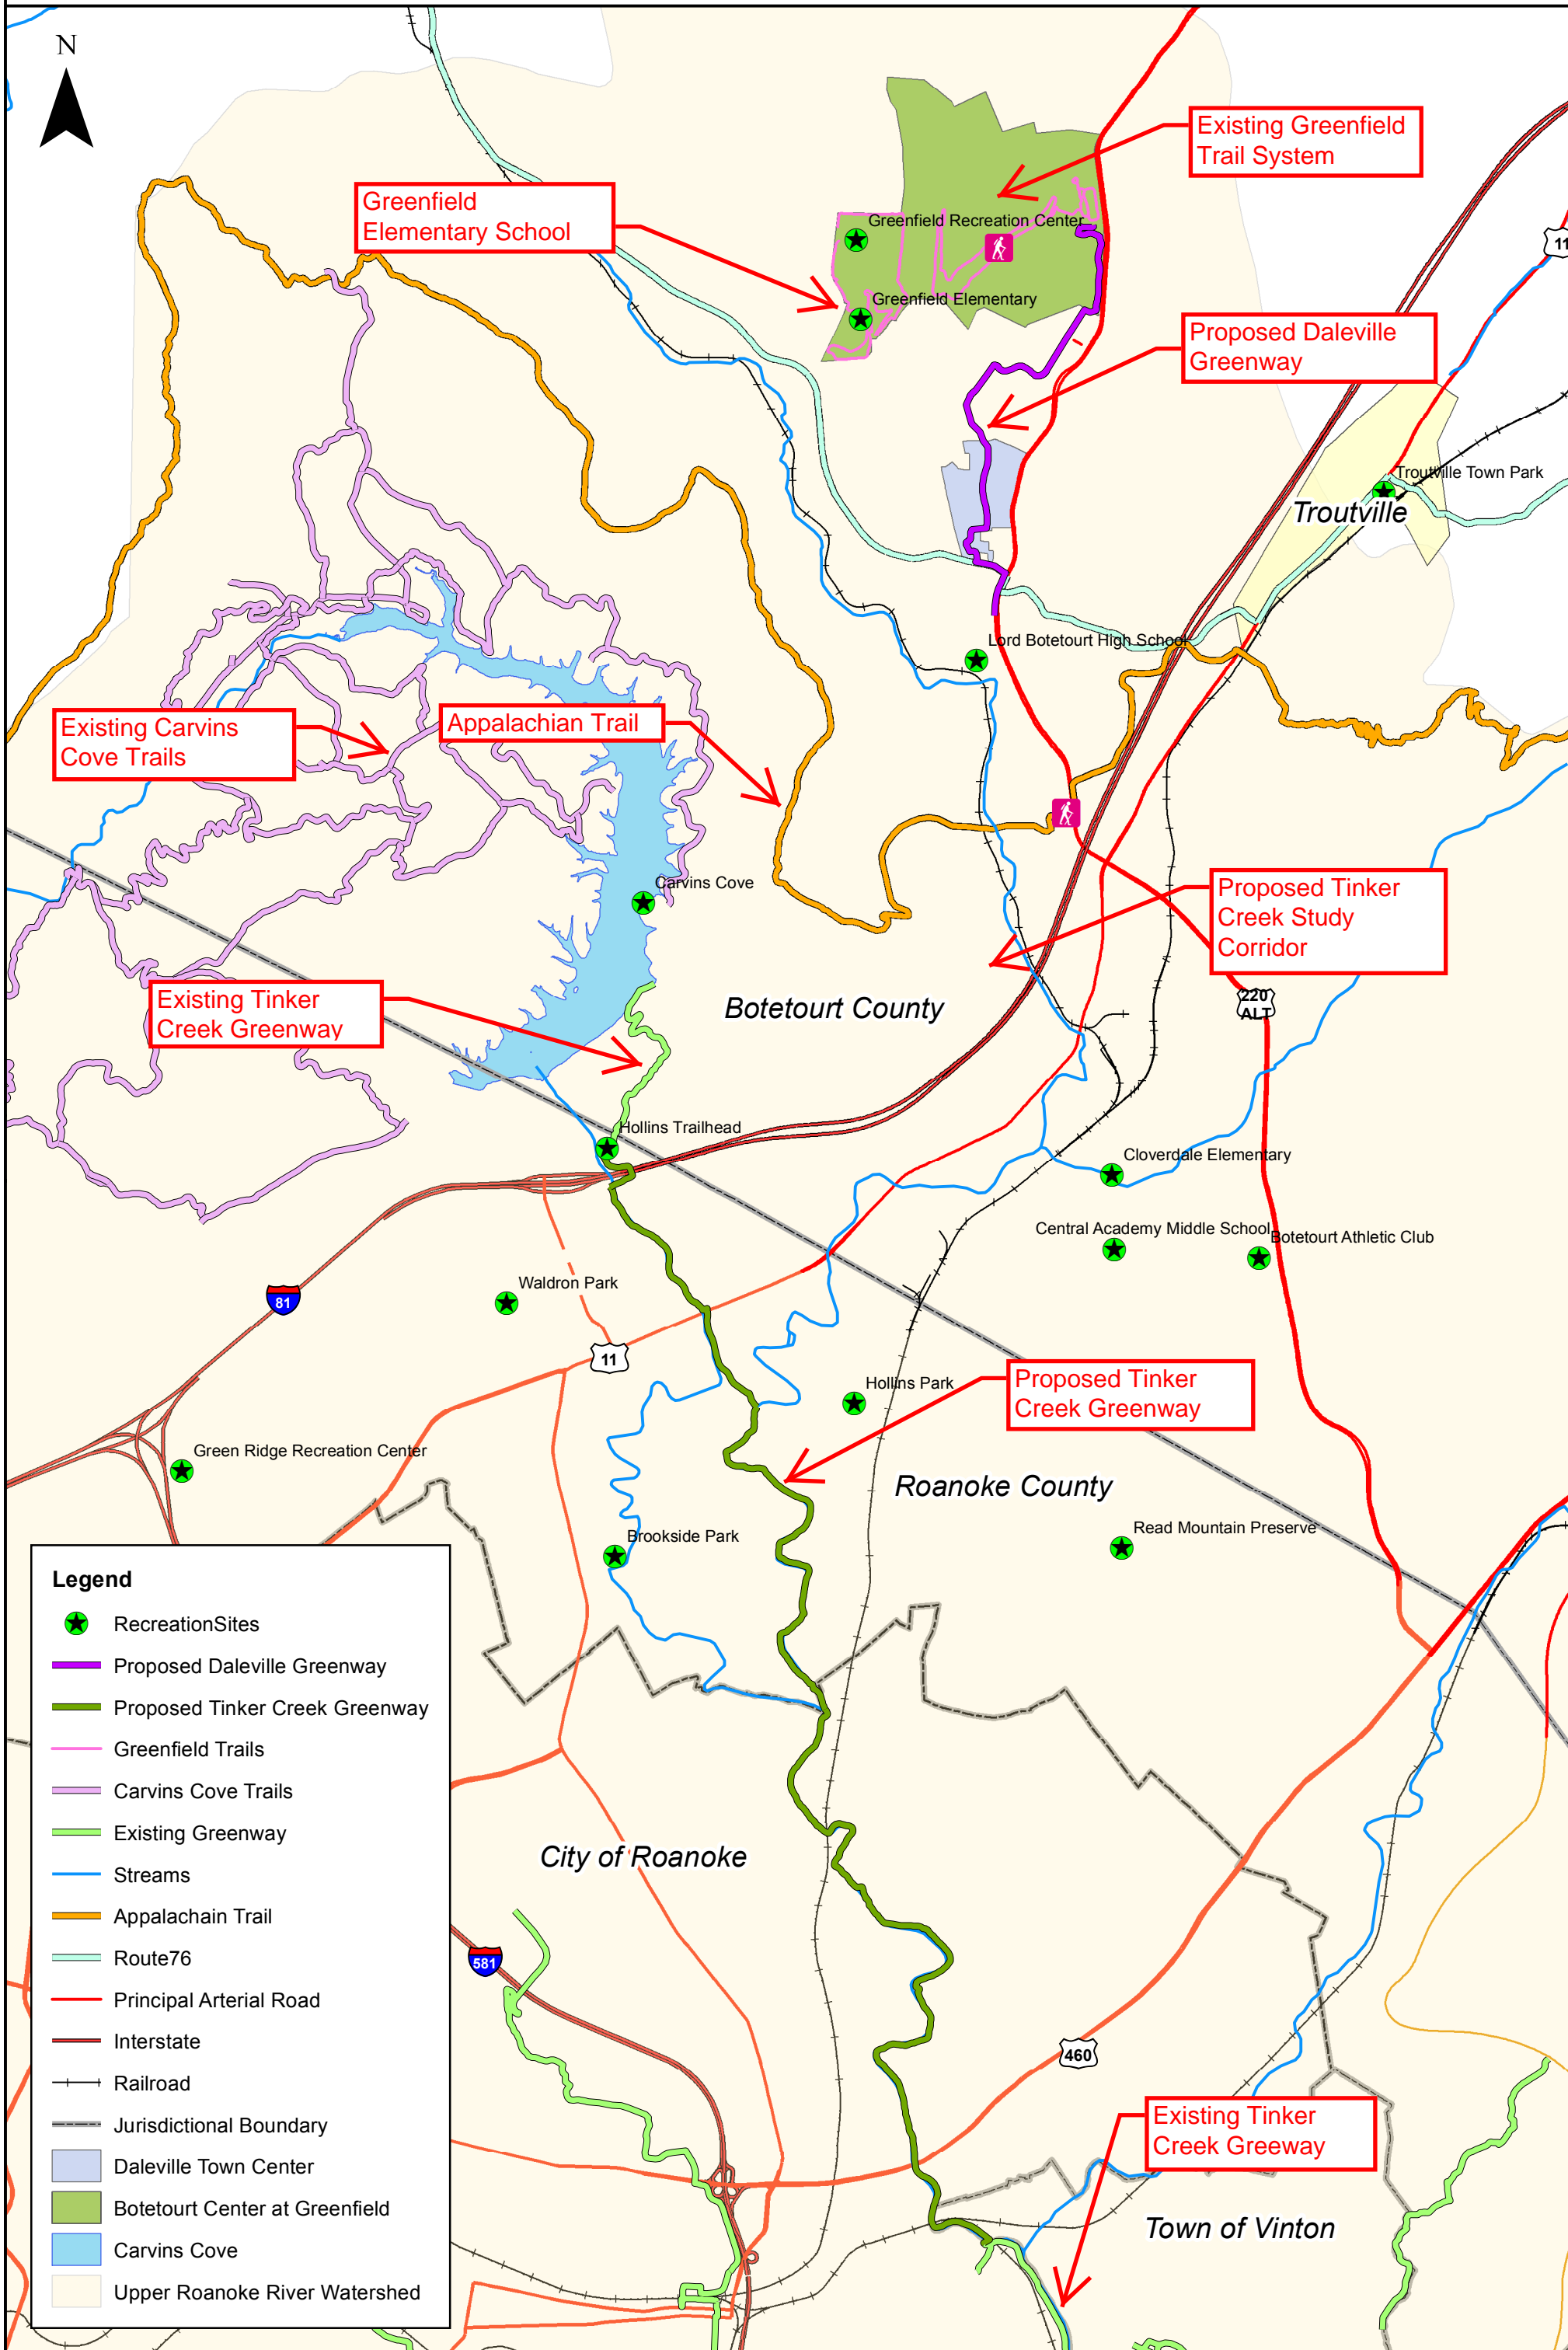 N
Existing Greenfield
Trail System
Greenfield
Elementary School
Greenfield Recreation Center
11
Greenfield Elementary
Proposed Daleville
Greenway
Troutville Town Park
Troutville
Lord Botetourt High School
Existing Carvins
Cove Trails
Appalachian Trail
Carvins Cove
Proposed Tinker
Creek Study
Corridor
Existing Tinker
Creek Greenway
Botetourt County
220
ALT
Hollins Trailhead
Cloverdale Elementary
Central Academy Middle School
Botetourt Athletic Club
Waldron Park
81
11
Hollins Park
Proposed Tinker
Creek Greenway
Green Ridge Recreation Center
Roanoke County
Brookside Park
Read Mountain Preserve
Legend
RecreationSites
Proposed Daleville Greenway
Proposed Tinker Creek Greenway
Greenfield Trails
Carvins Cove Trails
Existing Greenway
Streams
Appalachain Trail
Route76
Principal Arterial Road
Interstate
Railroad
Jurisdictional Boundary
Daleville Town Center
Botetourt Center at Greenfield
Carvins Cove
Upper Roanoke River Watershed
City of Roanoke
581
460
Existing Tinker
Creek Greeway
Town of Vinton